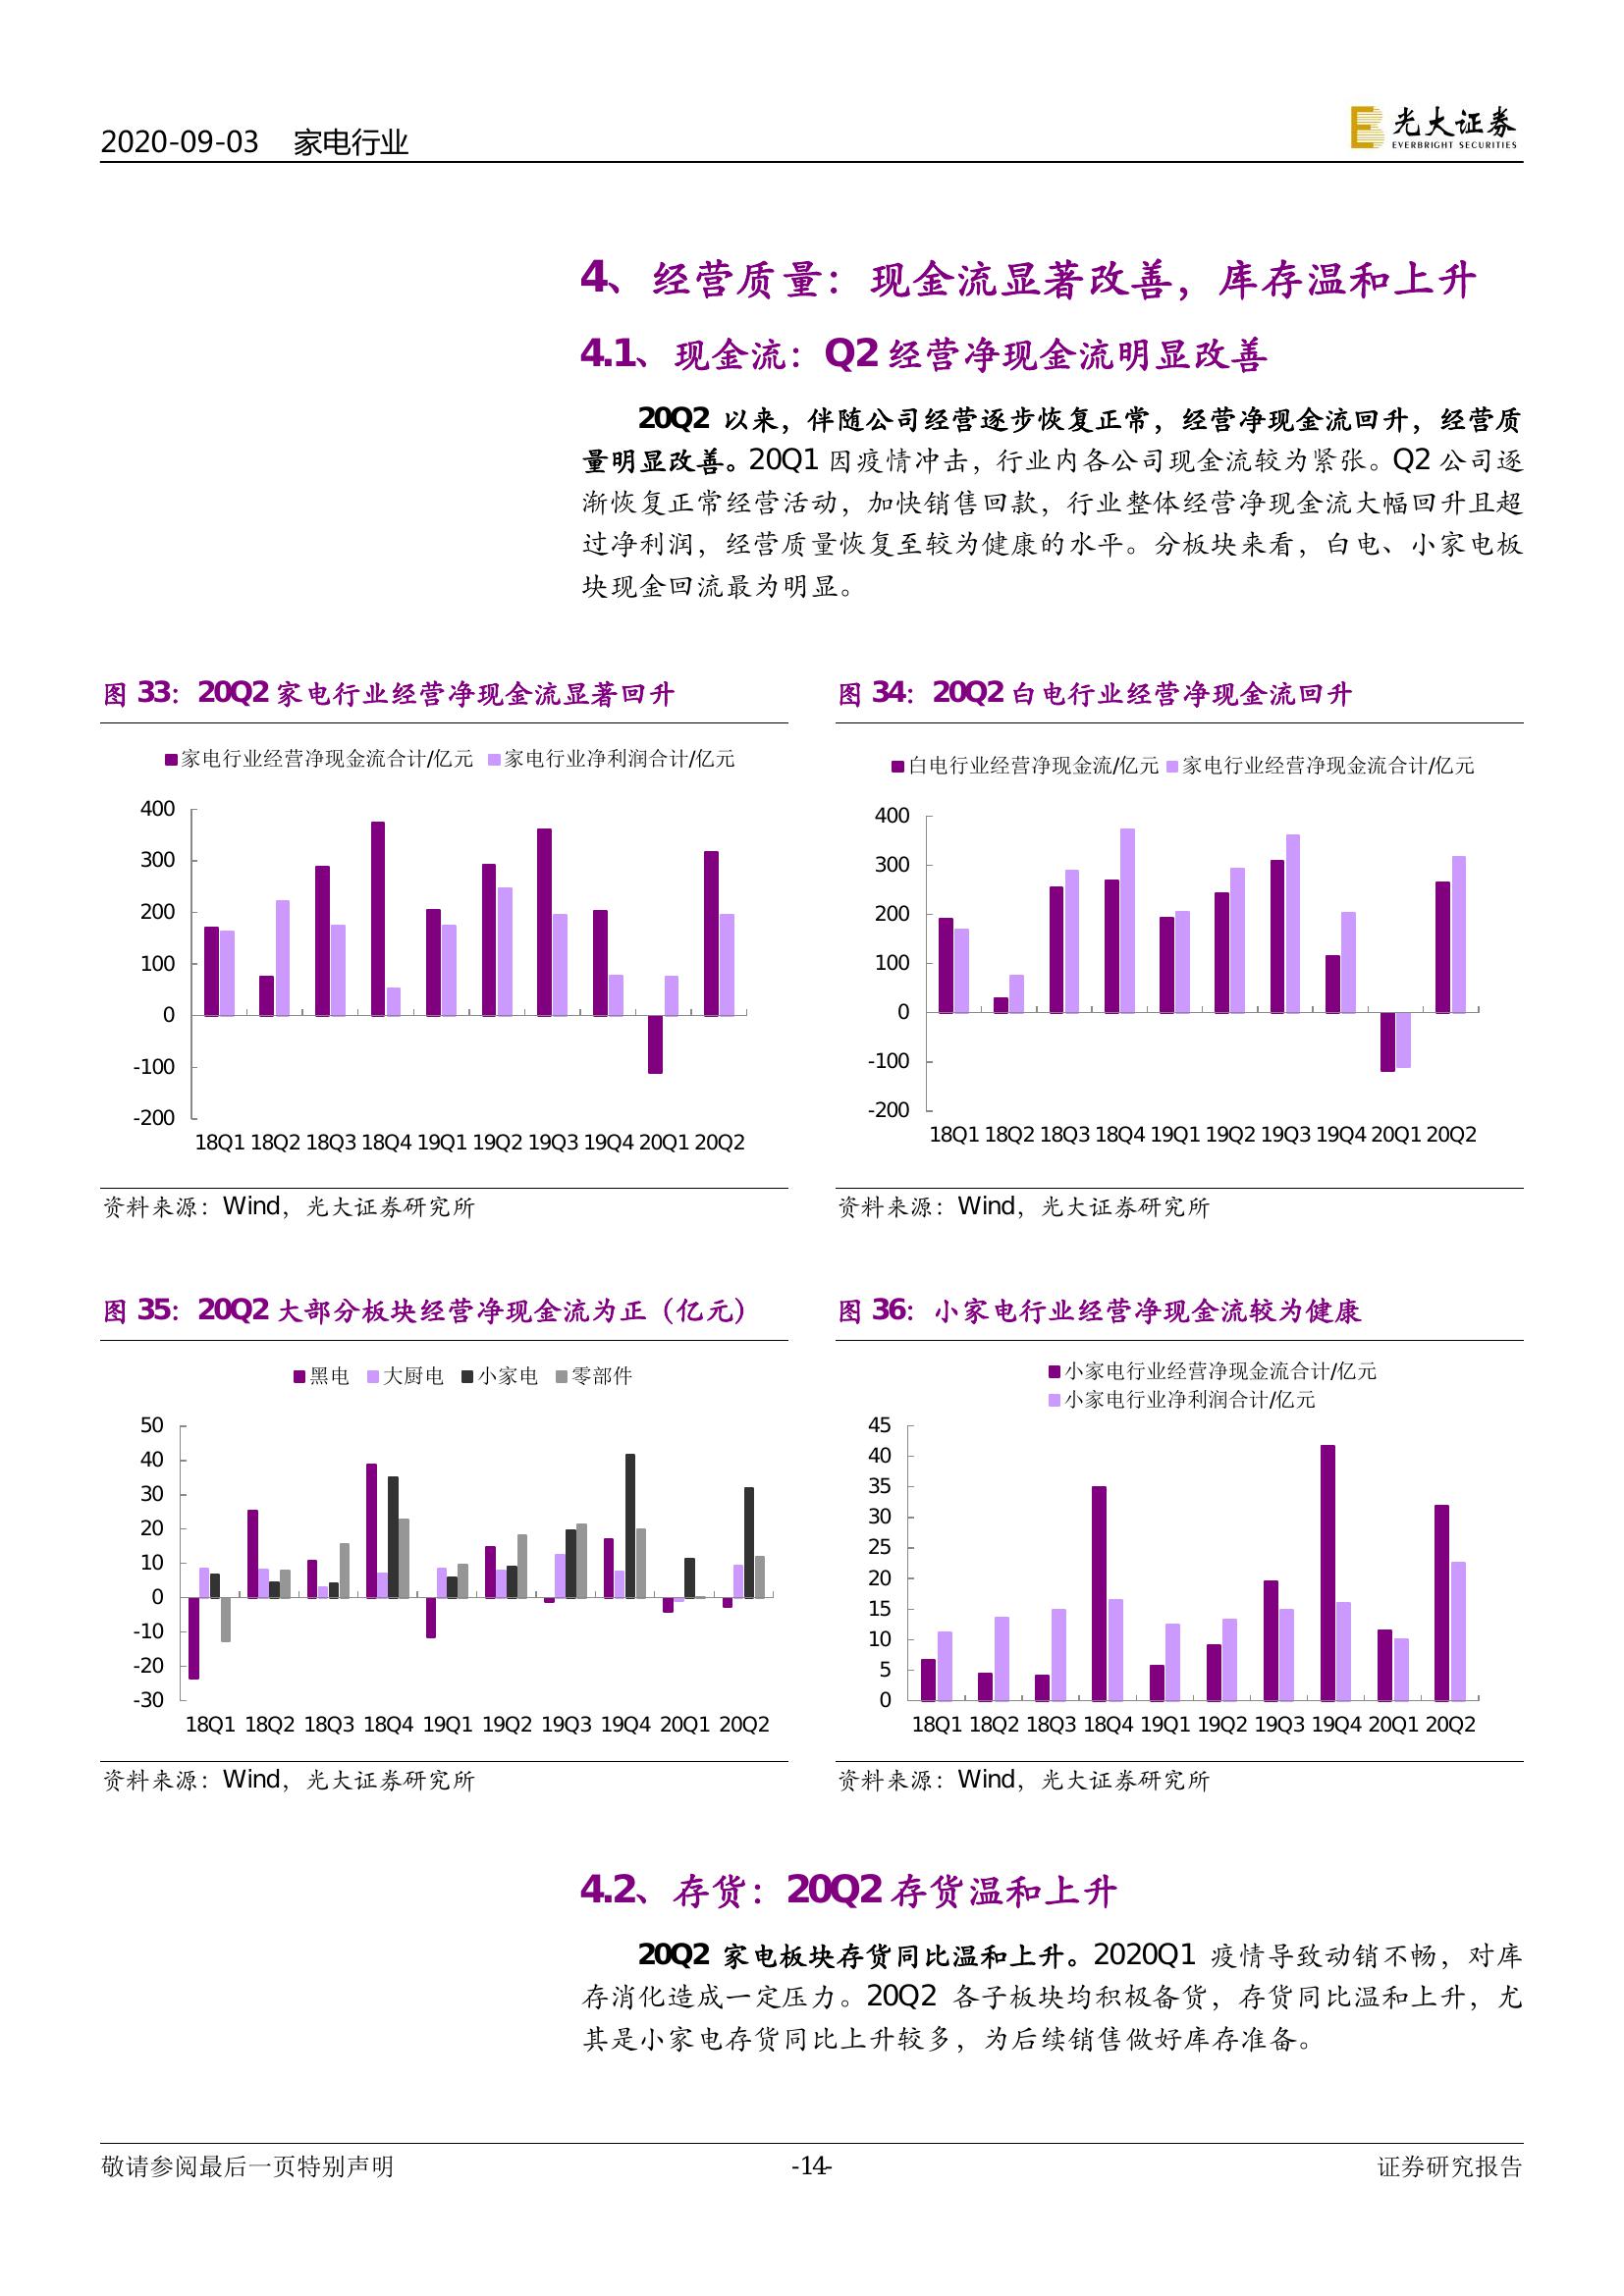 2020-09-03 家电行业
光大证券
EVERBRIGHT SECURITIES
4、经营质量：现金流显著改善，库存温和上升
4.1、现金流：Q2 经营净现金流明显改善
20Q2 以来，伴随公司经营逐步恢复正常，经营净现金流回升，经营质
量明显改善。20Q1 因疫情冲击，行业内各公司现金流较为紧张。Q2 公司逐
渐恢复正常经营活动，加快销售回款，行业整体经营净现金流大幅回升且超
过净利润，经营质量恢复至较为健康的水平。分板块来看，白电、小家电板
块现金回流最为明显。
图 33：20Q2 家电行业经营净现金流显著回升
家电行业经营净现金流合计/亿元 家电行业净利润合计/亿元
400
300
200
100
0
-100
-200
18Q1 18Q2 18Q3 18Q4 19Q1 19Q2 19Q3 19Q4 20Q1 20Q2
资料来源：Wind，光大证券研究所
图 34：20Q2 白电行业经营净现金流回升
白电行业经营净现金流/亿元 家电行业经营净现金流合计/亿元
400
300
200
100
0
-100
-200
18Q1 18Q2 18Q3 18Q4 19Q1 19Q2 19Q3 19Q4 20Q1 20Q2
资料来源：Wind，光大证券研究所
图 35：20Q2 大部分板块经营净现金流为正（亿元）
黑电 大厨电 小家电 零部件
50
40
30
20
10
0
-10
-20
-30
18Q1 18Q2 18Q3 18Q4 19Q1 19Q2 19Q3 19Q4 20Q1 20Q2
资料来源：Wind，光大证券研究所
图 36：小家电行业经营净现金流较为健康
小家电行业经营净现金流合计/亿元
小家电行业净利润合计/亿元
45
40
35
30
25
20
15
10
5
0
18Q1 18Q2 18Q3 18Q4 19Q1 19Q2 19Q3 19Q4 20Q1 20Q2
资料来源：Wind，光大证券研究所
4.2、存货：20Q2 存货温和上升
20Q2 家电板块存货同比温和上升。2020Q1 疫情导致动销不畅，对库
存消化造成一定压力。20Q2 各子板块均积极备货，存货同比温和上升，尤
其是小家电存货同比上升较多，为后续销售做好库存准备。
敬请参阅最后一页特别声明 -14- 证券研究报告